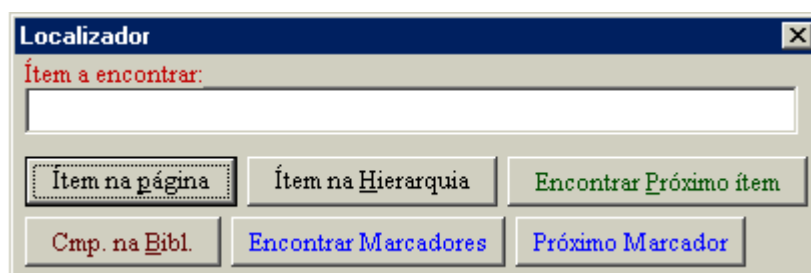 Localizador
Ítem a encontrar:
Ítem na página Ítem na Hierarquia Encontrar Próximo ítem
Cmp. na Bibl. Encontrar Marcadores Próximo Marcador